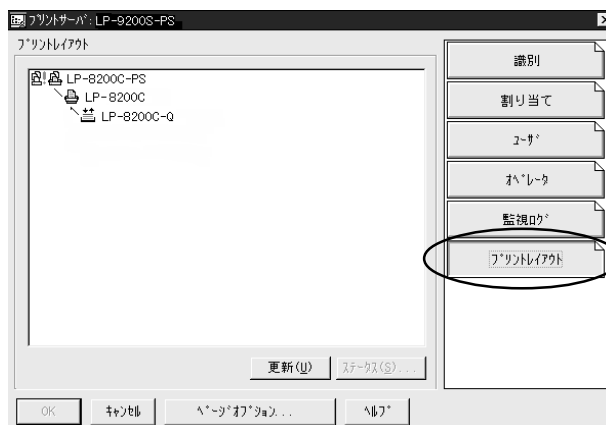 ﾌﾟﾘﾝﾄｻｰﾊﾞ: LP-9200S-PS
ﾌﾟﾘﾝﾄﾚｲｱｳﾄ
LP-8200C-PS
LP-8200C
LP-8200C-Q
更新(U)
ｽﾃｰﾀｽ(S)...
識別
割り当て
ﾕｰｻﾞ
ｵﾍﾟﾚｰﾀ
監視ﾛｸﾞ
ﾌﾟﾘﾝﾄﾚｲｱｳﾄ
OK
ｷｬﾝｾﾙ
ﾍﾟｰｼﾞｵﾌﾟｼｮﾝ...
ﾍﾙﾌﾟ